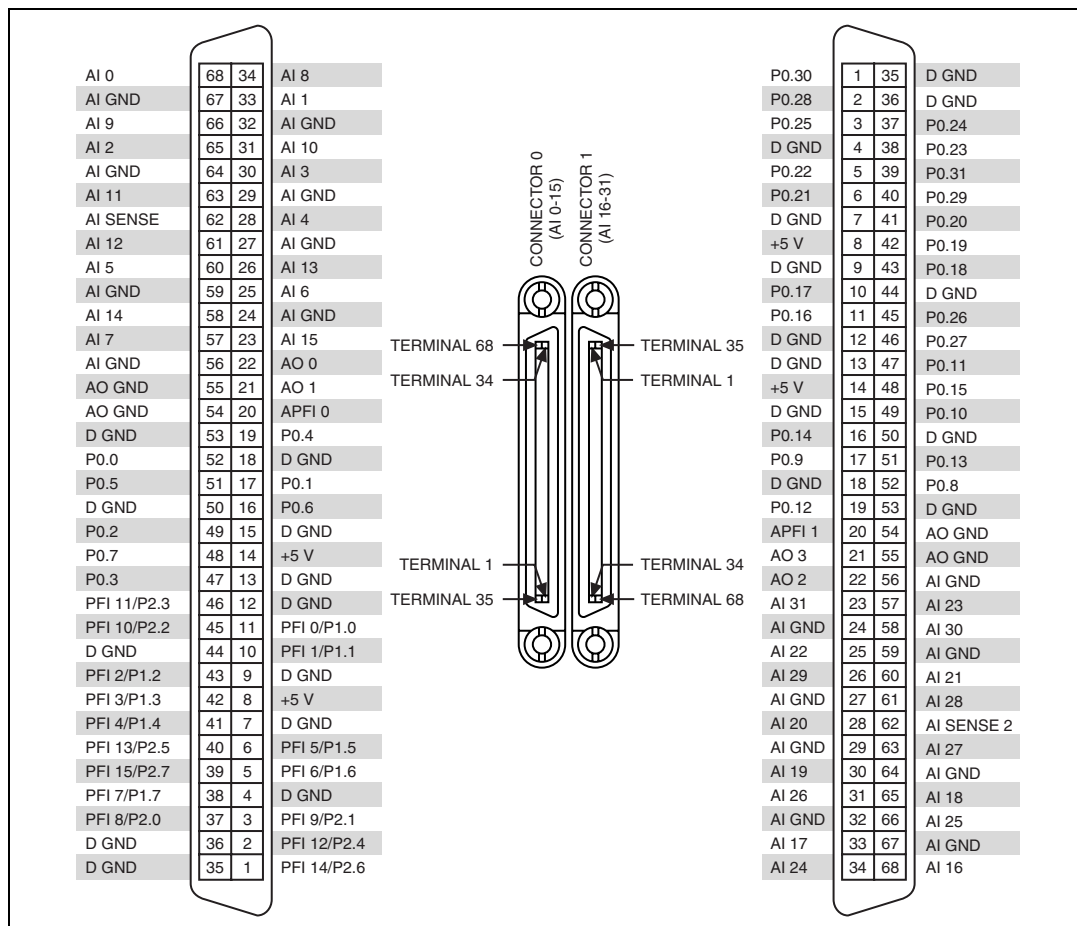 AI 0 68 34 AI 8
AI GND 67 33 AI 1
AI 9 66 32 AI GND
AI 2 65 31 AI 10
AI GND 64 30 AI 3
AI 11 63 29 AI GND
AI SENSE 62 28 AI 4
AI 12 61 27 AI GND
AI 5 60 26 AI 13
AI GND 59 25 AI 6
AI 14 58 24 AI GND
AI 7 57 23 AI 15
AI GND 56 22 AO 0
AO GND 55 21 AO 1
AO GND 54 20 APFI 0
D GND 53 19 P0.4
P0.0 52 18 D GND
P0.5 51 17 P0.1
D GND 50 16 P0.6
P0.2 49 15 D GND
P0.7 48 14 +5 V
P0.3 47 13 D GND
PFI 11/P2.3 46 12 D GND
PFI 10/P2.2 45 11 PFI 0/P1.0
D GND 44 10 PFI 1/P1.1
PFI 2/P1.2 43 9 D GND
PFI 3/P1.3 42 8 +5 V
PFI 4/P1.4 41 7 D GND
PFI 13/P2.5 40 6 PFI 5/P1.5
PFI 15/P2.7 39 5 PFI 6/P1.6
PFI 7/P1.7 38 4 D GND
PFI 8/P2.0 37 3 PFI 9/P2.1
D GND 36 2 PFI 12/P2.4
D GND 35 1 PFI 14/P2.6
CONNECTOR 0
(AI 0-15)
CONNECTOR 1
(AI 16-31)
TERMINAL 68
TERMINAL 34
TERMINAL 35
TERMINAL 1
TERMINAL 1
TERMINAL 35
TERMINAL 34
TERMINAL 68
P0.30 1 35 D GND
P0.28 2 36 D GND
P0.25 3 37 P0.24
D GND 4 38 P0.23
P0.22 5 39 P0.31
P0.21 6 40 P0.29
D GND 7 41 P0.20
+5 V 8 42 P0.19
D GND 9 43 P0.18
P0.17 10 44 D GND
P0.16 11 45 P0.26
D GND 12 46 P0.27
D GND 13 47 P0.11
+5 V 14 48 P0.15
D GND 15 49 P0.10
P0.14 16 50 D GND
P0.9 17 51 P0.13
D GND 18 52 P0.8
P0.12 19 53 D GND
APFI 1 20 54 AO GND
AO 3 21 55 AO GND
AO 2 22 56 AI GND
AI 31 23 57 AI 23
AI GND 24 58 AI 30
AI 22 25 59 AI GND
AI 29 26 60 AI 21
AI GND 27 61 AI 28
AI 20 28 62 AI SENSE 2
AI GND 29 63 AI 27
AI 19 30 64 AI GND
AI 26 31 65 AI 18
AI GND 32 66 AI 25
AI 17 33 67 AI GND
AI 24 34 68 AI 16